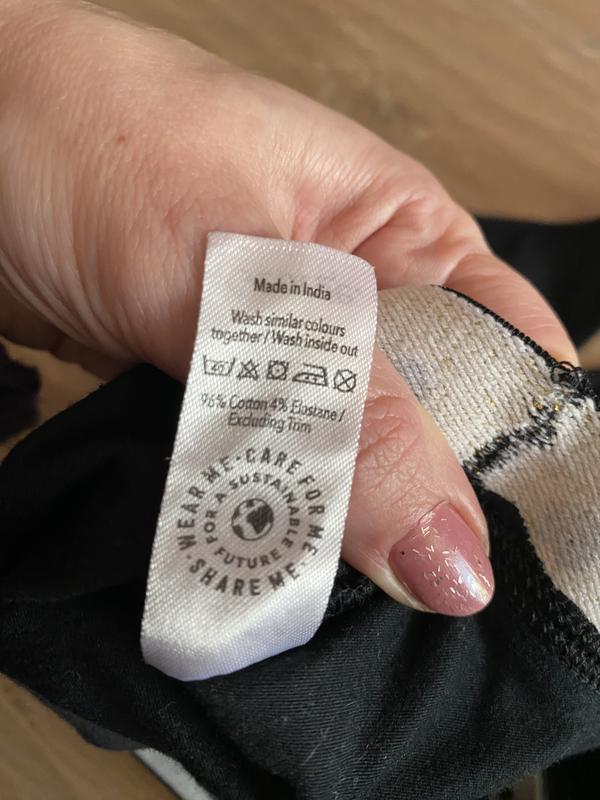 Made in India
Wash similar colours
together / Wash inside out
40
96% Cotton 4% Elastane /
Excluding Trim
WEAR ME · CARE FOR ME · SHARE ME ·
FOR A SUSTAINABLE FUTURE